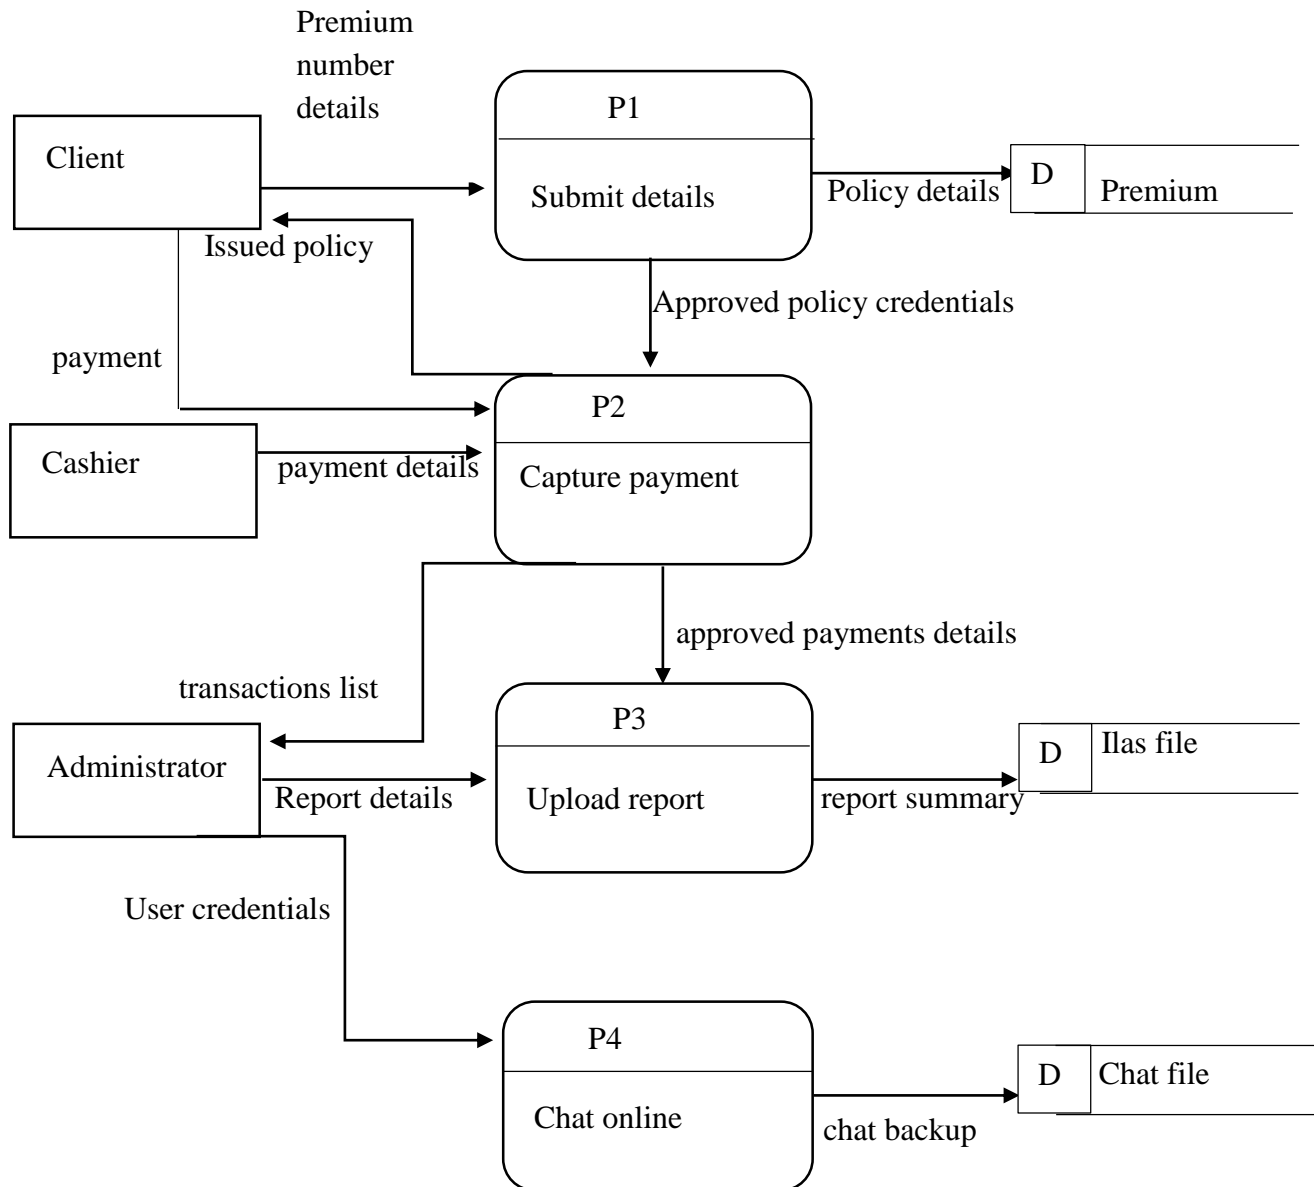 Premium
number
details
P1
Client
Submit details
Policy details
D
Premium
Issued policy
Approved policy credentials
payment
P2
Cashier
payment details
Capture payment
approved payments details
transactions list
P3
Administrator
Report details
Upload report
report summary
D
Ilas file
User credentials
P4
Chat online
chat backup
D
Chat file